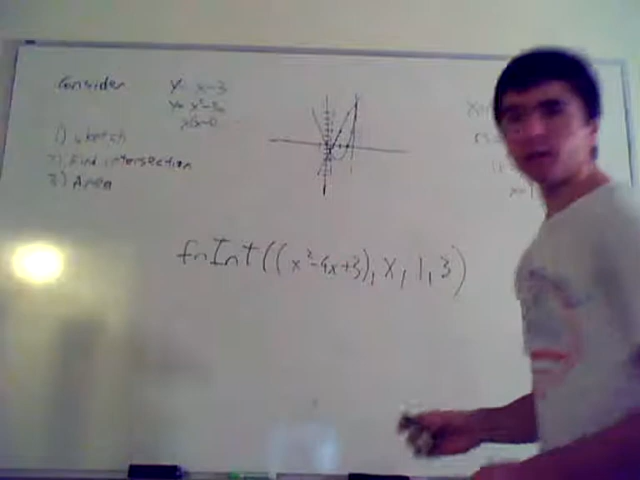 Consider
y = x-3
y = x²-3x
1) sketch
2) Find intersection
3) Area
fnInt((x²-4x+3),X,1,3)